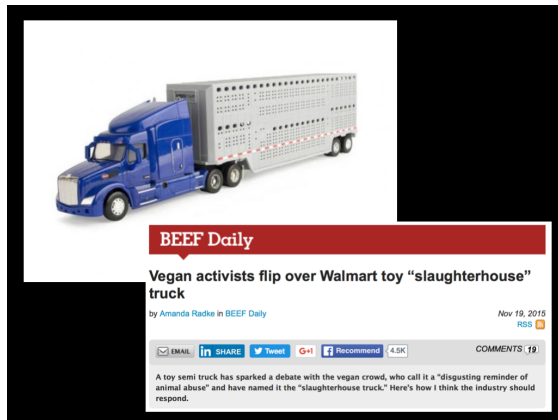 BEEF Daily
Vegan activists flip over Walmart toy “slaughterhouse”
truck
by Amanda Radke in BEEF Daily
Nov 19, 2015
RSS
EMAIL
in SHARE
Tweet
G+1
f Recommend
4.5K
COMMENTS 19
A toy semi truck has sparked a debate with the vegan crowd, who call it a “disgusting reminder of
animal abuse” and have named it the “slaughterhouse truck.” Here's how I think the industry should
respond.